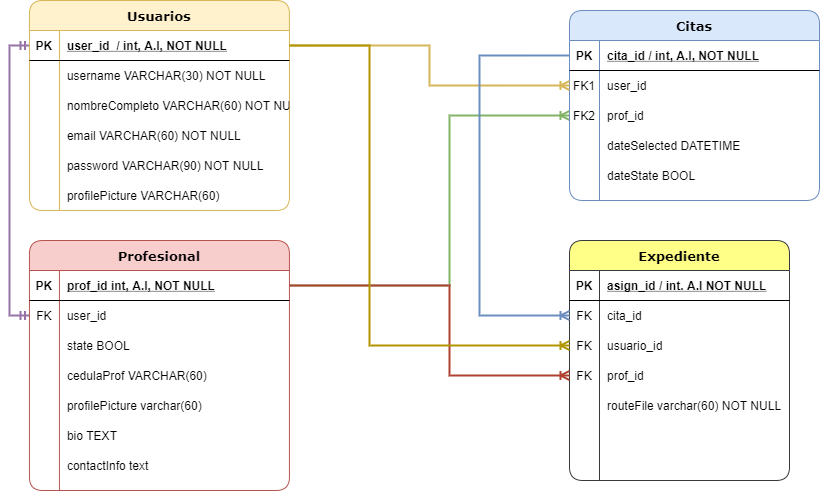 Usuarios
PK user_id / int, A.I, NOT NULL
username VARCHAR(30) NOT NULL
nombreCompleto VARCHAR(60) NOT NU
email VARCHAR(60) NOT NULL
password VARCHAR(90) NOT NULL
profilePicture VARCHAR(60)
Citas
PK cita_id / int, A.I, NOT NULL
FK1 user_id
FK2 prof_id
dateSelected DATETIME
dateState BOOL
Profesional
PK prof_id int, A.I, NOT NULL
FK user_id
state BOOL
cedulaProf VARCHAR(60)
profilePicture varchar(60)
bio TEXT
contactInfo text
Expediente
PK asign_id / int. A.I NOT NULL
FK cita_id
FK usuario_id
FK prof_id
routeFile varchar(60) NOT NULL